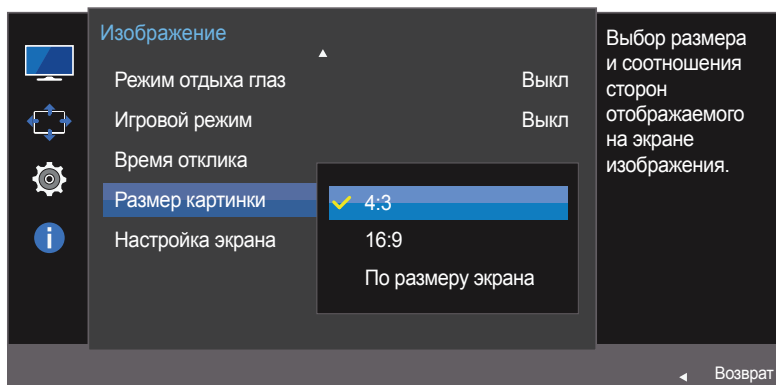 Изображение
Режим отдыха глаз Выкл
Игровой режим Выкл
Время отклика
Размер картинки
Настройка экрана
4:3
16:9
По размеру экрана
Выбор размера
и соотношения
сторон
отображаемого
на экране
изображения.
Возврат